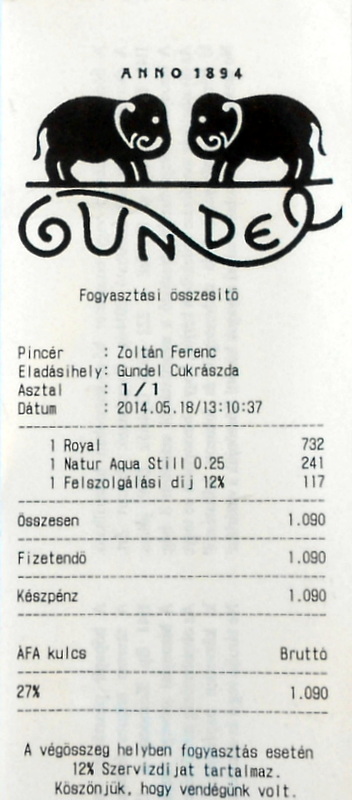 ANNO 1894
GUNDEL
Fogyasztási összesítő
Pincér : Zoltán Ferenc
Eladásihely: Gundel Cukrászda
Asztal : 1/1
Dátum : 2014.05.18/13:10:37
1 Royal 732
1 Natur Aqua Still 0.25 241
1 Felszolgálási díj 12% 117
Összesen 1.090
Fizetendő 1.090
Készpénz 1.090
ÁFA kulcs Bruttó
27% 1.090
A végösszeg helyben fogyasztás esetén
12% Szervizdíjat tartalmaz.
Köszönjük, hogy vendégünk volt.